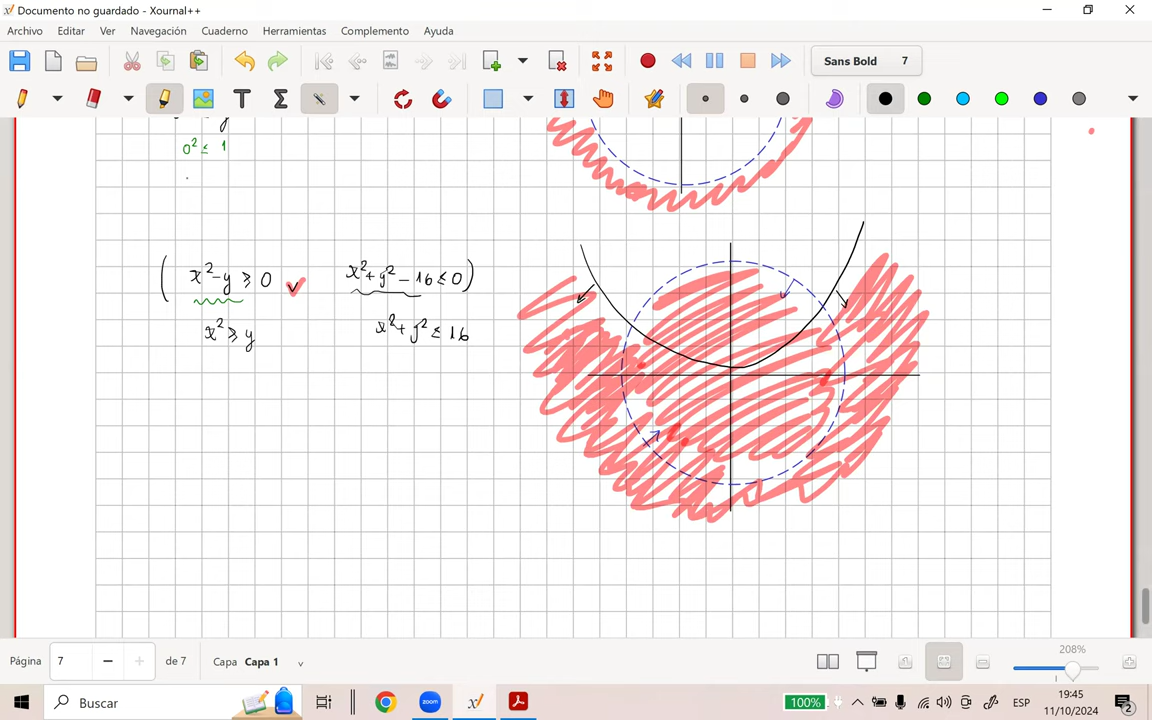 Documento no guardado - Xournal++
Archivo Editar Ver Navegación Cuaderno Herramientas Complemento Ayuda
Sans Bold 7
0² ≤ 1
( x² - y ⩾ 0 ∨ x² + y² - 16 ≤ 0 )
x² ⩾ y x² + y² ≤ 16
Página 7 de 7 Capa Capa 1 208%
Buscar 100% ESP 19:45
11/10/2024 2